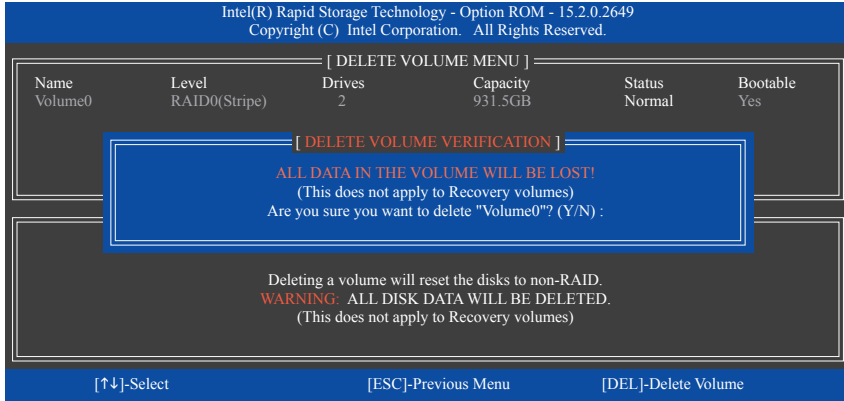 Intel(R) Rapid Storage Technology - Option ROM - 15.2.0.2649
Copyright (C) Intel Corporation. All Rights Reserved.
[ DELETE VOLUME MENU ]
Name Level Drives Capacity Status Bootable
Volume0 RAID0(Stripe) 2 931.5GB Normal Yes
[ DELETE VOLUME VERIFICATION ]
ALL DATA IN THE VOLUME WILL BE LOST!
(This does not apply to Recovery volumes)
Are you sure you want to delete "Volume0"? (Y/N) :
Deleting a volume will reset the disks to non-RAID.
WARNING: ALL DISK DATA WILL BE DELETED.
(This does not apply to Recovery volumes)
[↑↓]-Select [ESC]-Previous Menu [DEL]-Delete Volume